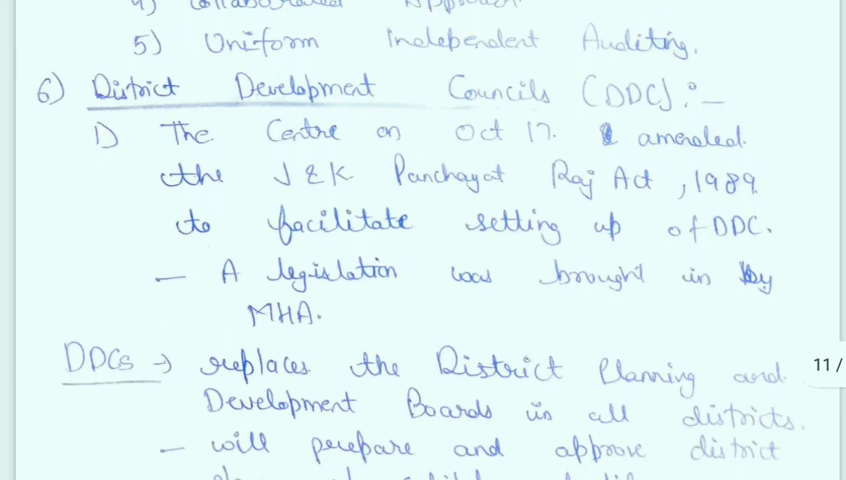 5) Uniform Independent Auditing.
6) District Development Councils (DDC) :-
1) The Centre on Oct 17. amended
the J & K Panchayat Raj Act, 1989
to facilitate setting up of DDC.
- A legislation was brought in by
MHA.
DDCs → replaces the District Planning and
11/
Development Boards in all districts.
- will prepare and approve district